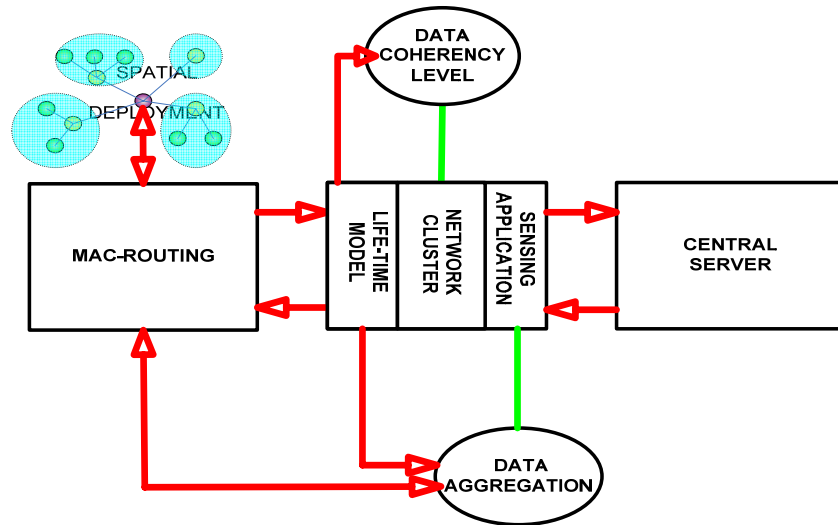 DATA
COHERENCY
LEVEL
SPATIAL
DEPLOYMENT
MAC-ROUTING
LIFE-TIME
MODEL
NETWORK
CLUSTER
SENSING
APPLICATION
CENTRAL
SERVER
DATA
AGGREGATION